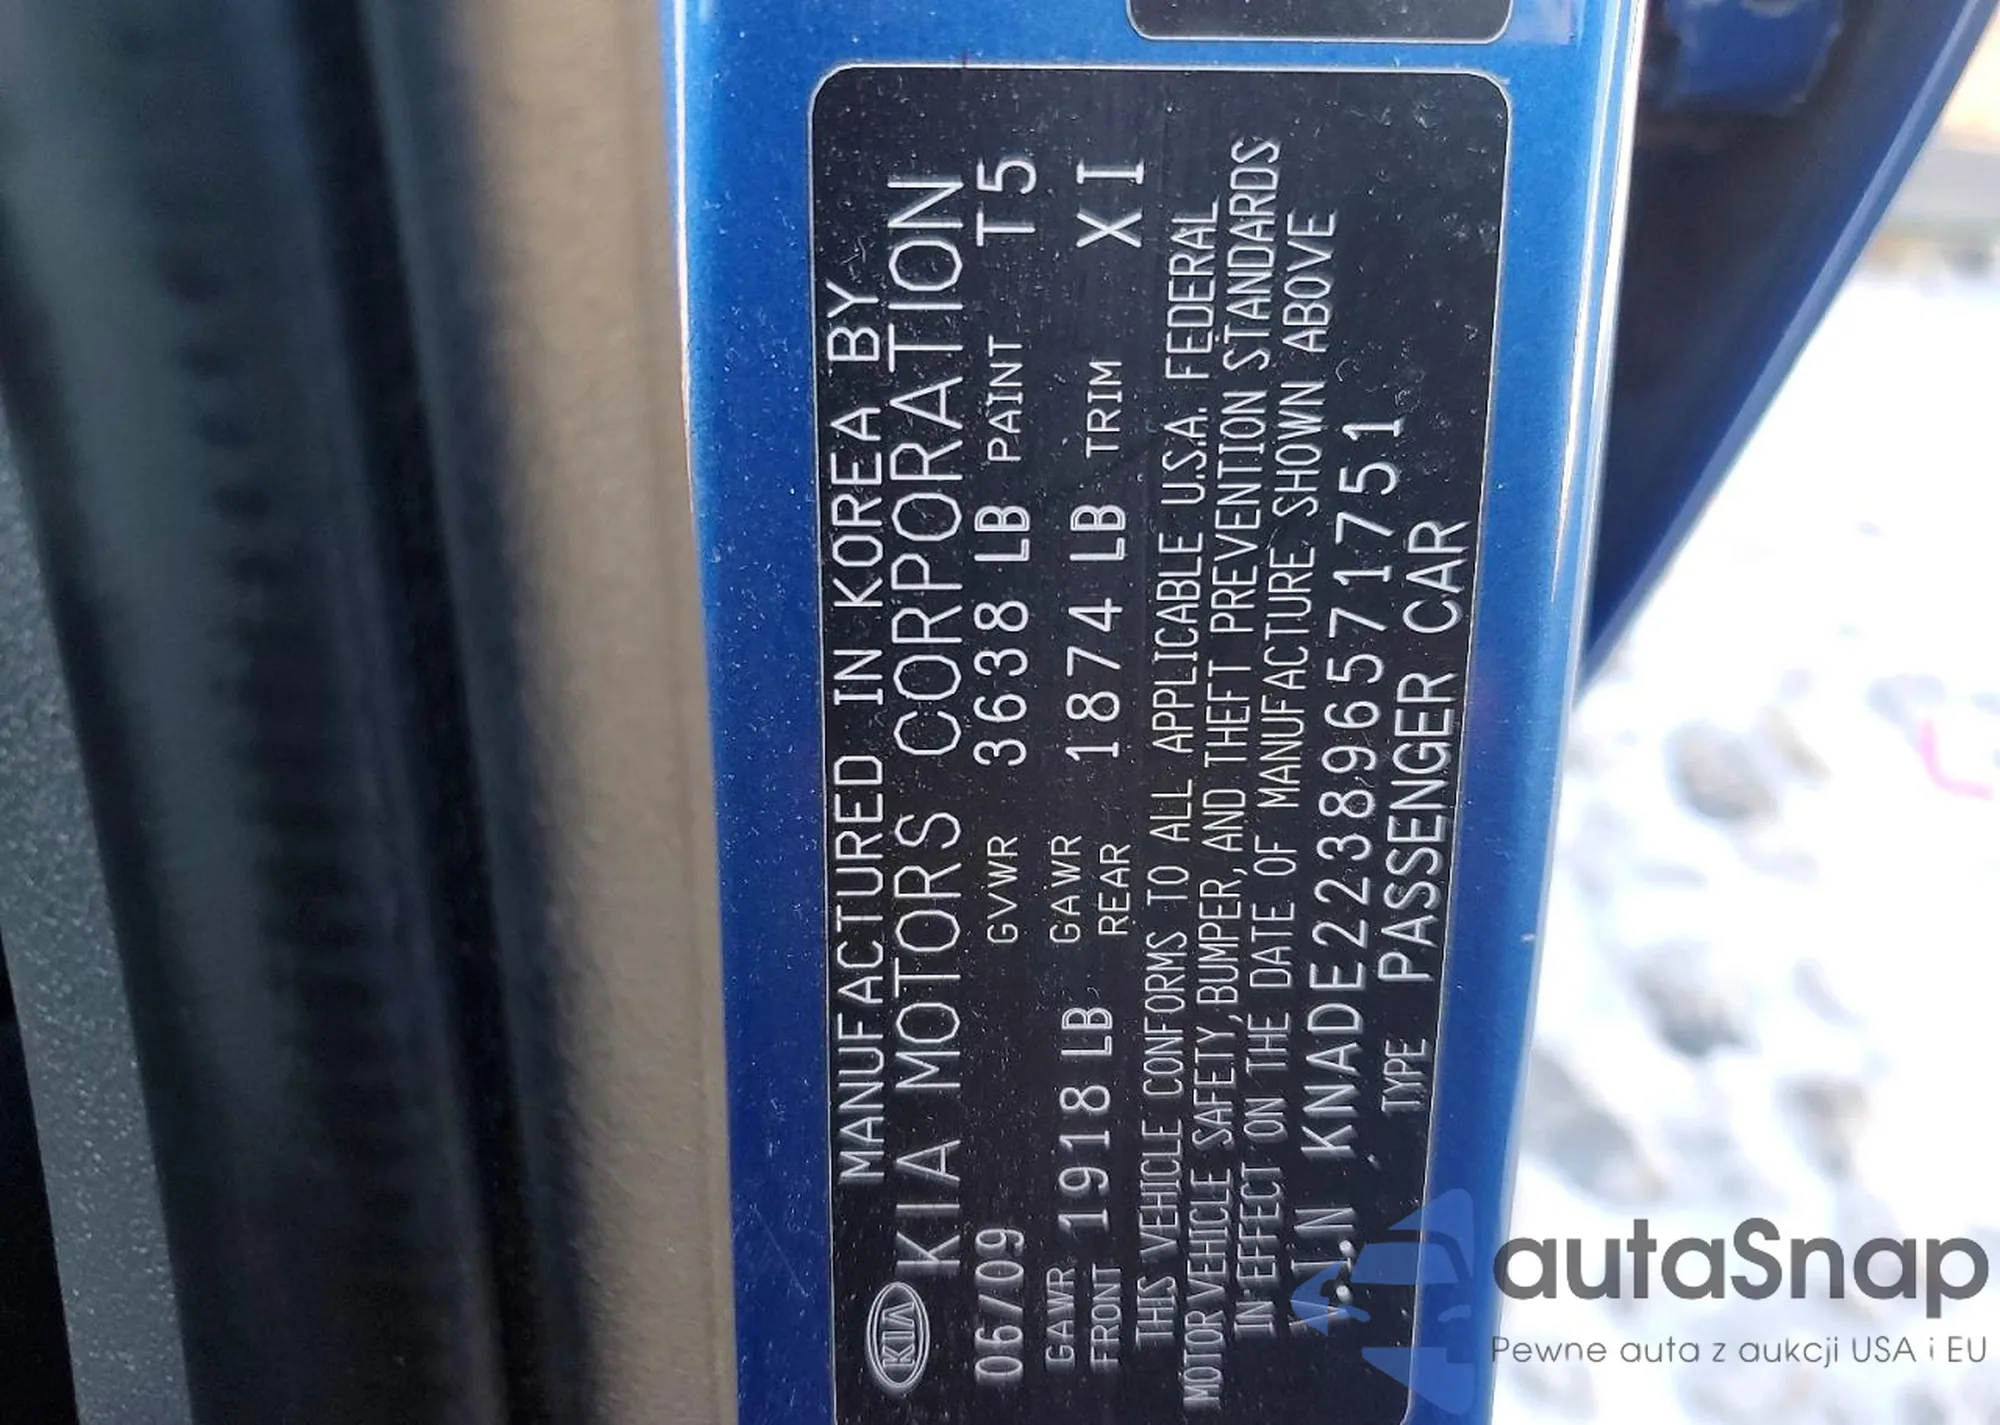 MANUFACTURED IN KOREA BY
KIA KIA MOTORS CORPORATION
06/09 GVWR 3638 LB PAINT T5
GAWR FRONT 1918 LB GAWR REAR 1874 LB TRIM XI
THIS VEHICLE CONFORMS TO ALL APPLICABLE U.S.A. FEDERAL
MOTOR VEHICLE SAFETY,BUMPER, AND THEFT PREVENTION STANDARDS
IN EFFECT ON THE DATE OF MANUFACTURE SHOWN ABOVE
V.I.N KNADE223896571751
TYPE PASSENGER CAR
autaSnap
Pewne auta z aukcji USA i EU